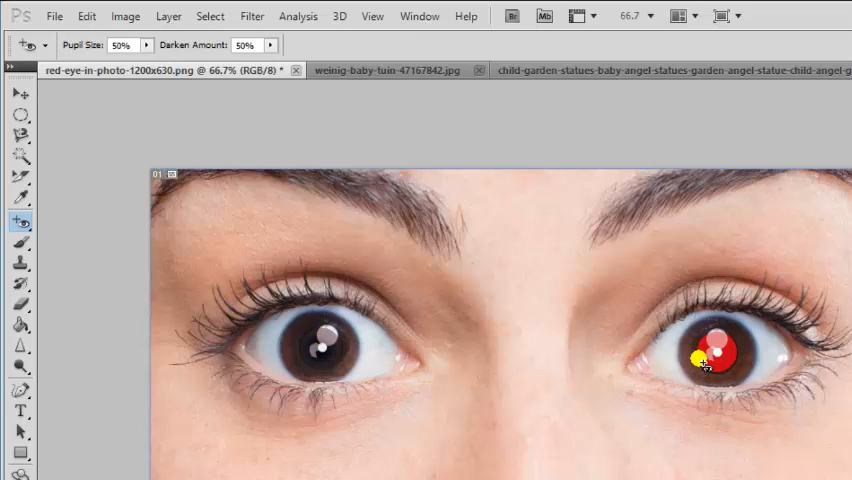 Ps File Edit Image Layer Select Filter Analysis 3D View Window Help Br Mb 66.7
Pupil Size: 50% Darken Amount: 50%
red-eye-in-photo-1200x630.png @ 66.7% (RGB/8) * weinig-baby-tuin-47167842.jpg child-garden-statues-baby-angel-statues-garden-angel-statue-child-angel-g
01
T